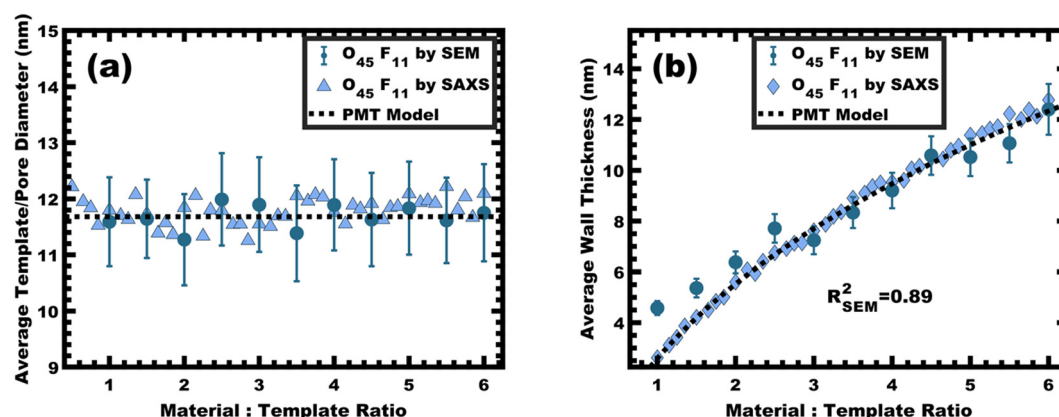 (a)
O₄₅ F₁₁ by SEM
O₄₅ F₁₁ by SAXS
PMT Model
Average Template/Pore Diameter (nm)
15
14
13
12
11
10
9
1 2 3 4 5 6
Material : Template Ratio
(b)
O₄₅ F₁₁ by SEM
O₄₅ F₁₁ by SAXS
PMT Model
Average Wall Thickness (nm)
14
12
10
8
6
4
R²SEM=0.89
1 2 3 4 5 6
Material : Template Ratio